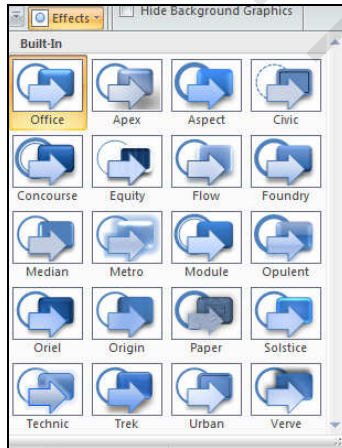 Effects
Hide Background Graphics
Built-In
Office Apex Aspect Civic
Concourse Equity Flow Foundry
Median Metro Module Opulent
Oriel Origin Paper Solstice
Technic Trek Urban Verve